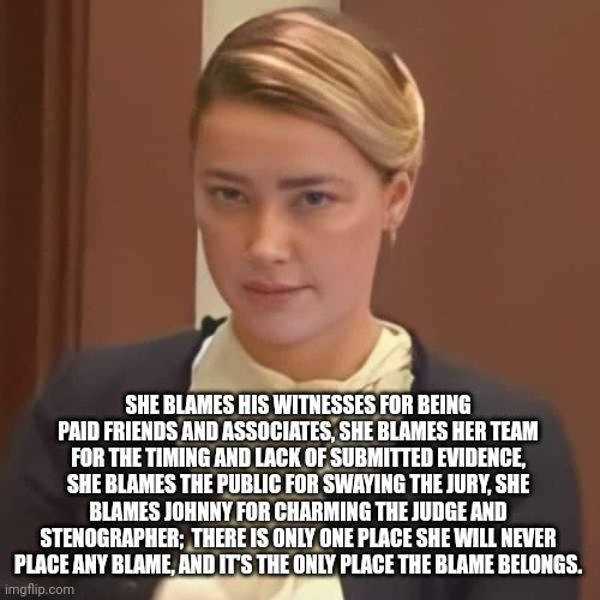 SHE BLAMES HIS WITNESSES FOR BEING
PAID FRIENDS AND ASSOCIATES, SHE BLAMES HER TEAM
FOR THE TIMING AND LACK OF SUBMITTED EVIDENCE,
SHE BLAMES THE PUBLIC FOR SWAYING THE JURY, SHE
BLAMES JOHNNY FOR CHARMING THE JUDGE AND
STENOGRAPHER;  THERE IS ONLY ONE PLACE SHE WILL NEVER
PLACE ANY BLAME, AND IT'S THE ONLY PLACE THE BLAME BELONGS.
imgflip.com